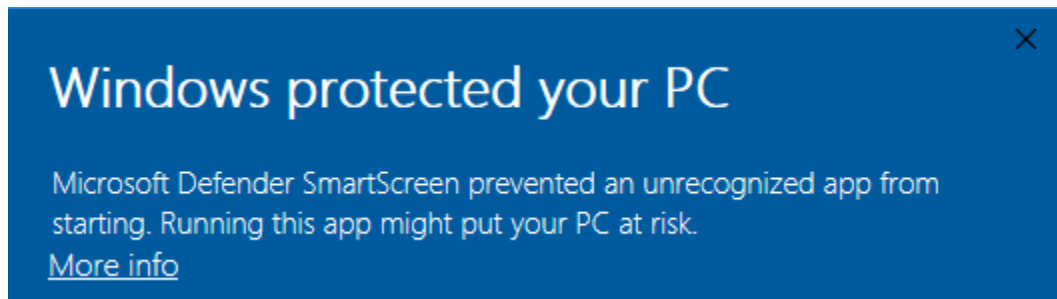 Windows protected your PC
Microsoft Defender SmartScreen prevented an unrecognized app from
starting. Running this app might put your PC at risk.
More info